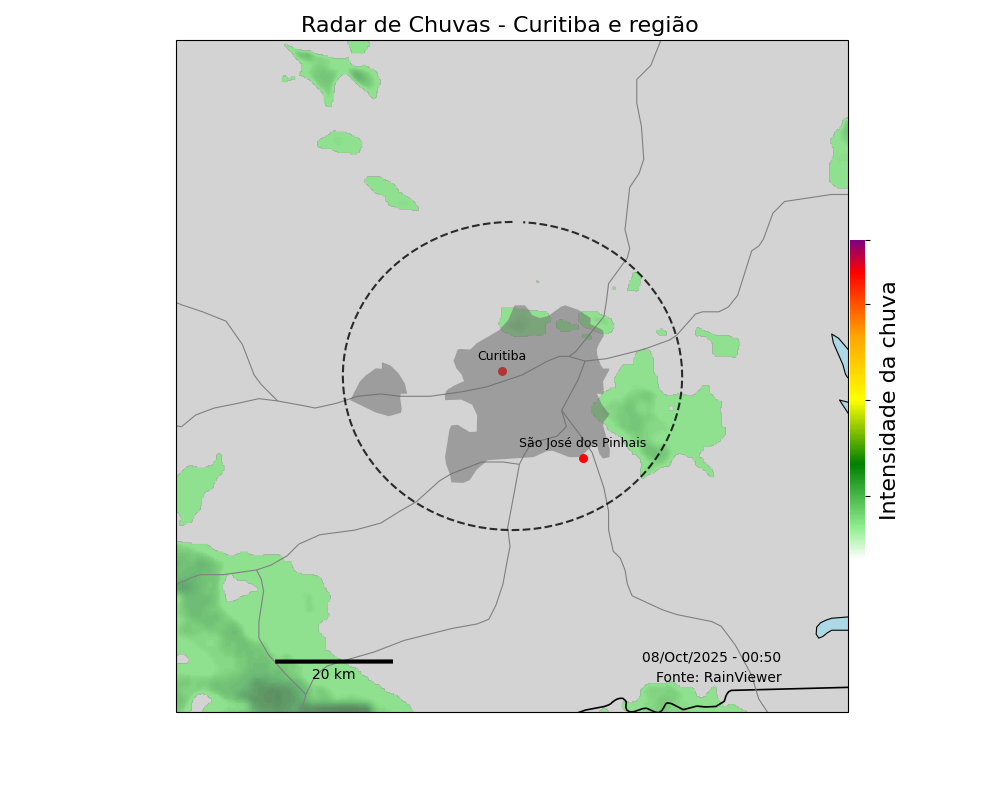 Radar de Chuvas - Curitiba e região
Curitiba
São José dos Pinhais
Intensidade da chuva
08/Oct/2025 - 00:50
20 km
Fonte: RainViewer